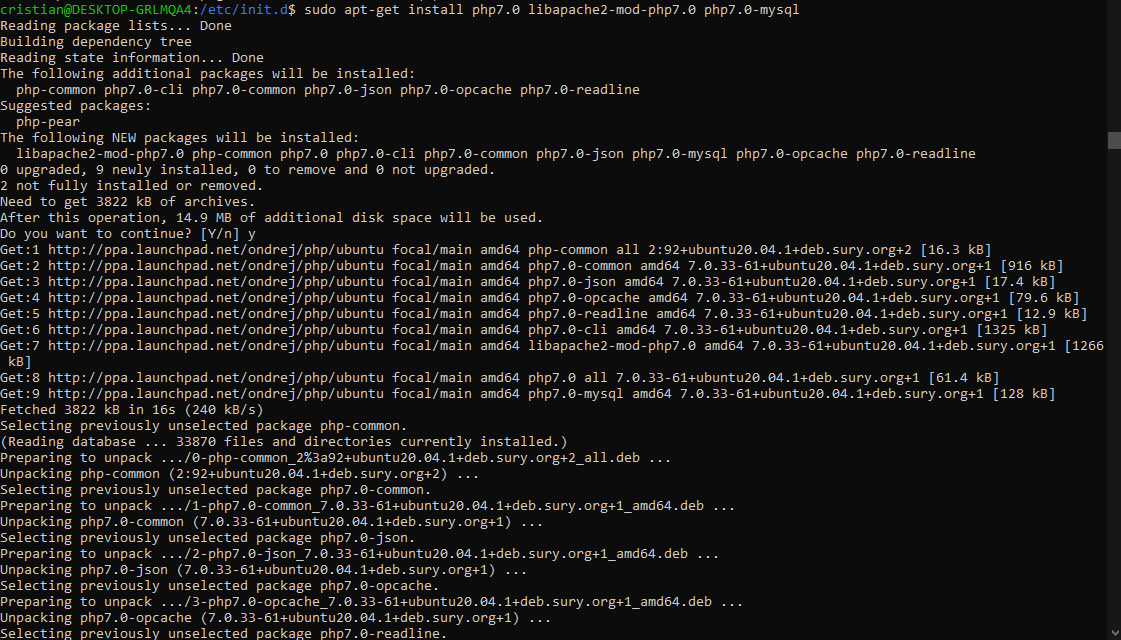 cristian@DESKTOP-GRLMQA4:/etc/init.d$ sudo apt-get install php7.0 libapache2-mod-php7.0 php7.0-mysql
Reading package lists... Done
Building dependency tree
Reading state information... Done
The following additional packages will be installed:
  php-common php7.0-cli php7.0-common php7.0-json php7.0-opcache php7.0-readline
Suggested packages:
  php-pear
The following NEW packages will be installed:
  libapache2-mod-php7.0 php-common php7.0 php7.0-cli php7.0-common php7.0-json php7.0-mysql php7.0-opcache php7.0-readline
0 upgraded, 9 newly installed, 0 to remove and 0 not upgraded.
2 not fully installed or removed.
Need to get 3822 kB of archives.
After this operation, 14.9 MB of additional disk space will be used.
Do you want to continue? [Y/n] y
Get:1 http://ppa.launchpad.net/ondrej/php/ubuntu focal/main amd64 php-common all 2:92+ubuntu20.04.1+deb.sury.org+2 [16.3 kB]
Get:2 http://ppa.launchpad.net/ondrej/php/ubuntu focal/main amd64 php7.0-common amd64 7.0.33-61+ubuntu20.04.1+deb.sury.org+1 [916 kB]
Get:3 http://ppa.launchpad.net/ondrej/php/ubuntu focal/main amd64 php7.0-json amd64 7.0.33-61+ubuntu20.04.1+deb.sury.org+1 [17.4 kB]
Get:4 http://ppa.launchpad.net/ondrej/php/ubuntu focal/main amd64 php7.0-opcache amd64 7.0.33-61+ubuntu20.04.1+deb.sury.org+1 [79.6 kB]
Get:5 http://ppa.launchpad.net/ondrej/php/ubuntu focal/main amd64 php7.0-readline amd64 7.0.33-61+ubuntu20.04.1+deb.sury.org+1 [12.9 kB]
Get:6 http://ppa.launchpad.net/ondrej/php/ubuntu focal/main amd64 php7.0-cli amd64 7.0.33-61+ubuntu20.04.1+deb.sury.org+1 [1325 kB]
Get:7 http://ppa.launchpad.net/ondrej/php/ubuntu focal/main amd64 libapache2-mod-php7.0 amd64 7.0.33-61+ubuntu20.04.1+deb.sury.org+1 [1266
 kB]
Get:8 http://ppa.launchpad.net/ondrej/php/ubuntu focal/main amd64 php7.0 all 7.0.33-61+ubuntu20.04.1+deb.sury.org+1 [61.4 kB]
Get:9 http://ppa.launchpad.net/ondrej/php/ubuntu focal/main amd64 php7.0-mysql amd64 7.0.33-61+ubuntu20.04.1+deb.sury.org+1 [128 kB]
Fetched 3822 kB in 16s (240 kB/s)
Selecting previously unselected package php-common.
(Reading database ... 33870 files and directories currently installed.)
Preparing to unpack .../0-php-common_2%3a92+ubuntu20.04.1+deb.sury.org+2_all.deb ...
Unpacking php-common (2:92+ubuntu20.04.1+deb.sury.org+2) ...
Selecting previously unselected package php7.0-common.
Preparing to unpack .../1-php7.0-common_7.0.33-61+ubuntu20.04.1+deb.sury.org+1_amd64.deb ...
Unpacking php7.0-common (7.0.33-61+ubuntu20.04.1+deb.sury.org+1) ...
Selecting previously unselected package php7.0-json.
Preparing to unpack .../2-php7.0-json_7.0.33-61+ubuntu20.04.1+deb.sury.org+1_amd64.deb ...
Unpacking php7.0-json (7.0.33-61+ubuntu20.04.1+deb.sury.org+1) ...
Selecting previously unselected package php7.0-opcache.
Preparing to unpack .../3-php7.0-opcache_7.0.33-61+ubuntu20.04.1+deb.sury.org+1_amd64.deb ...
Unpacking php7.0-opcache (7.0.33-61+ubuntu20.04.1+deb.sury.org+1) ...
Selecting previously unselected package php7.0-readline.